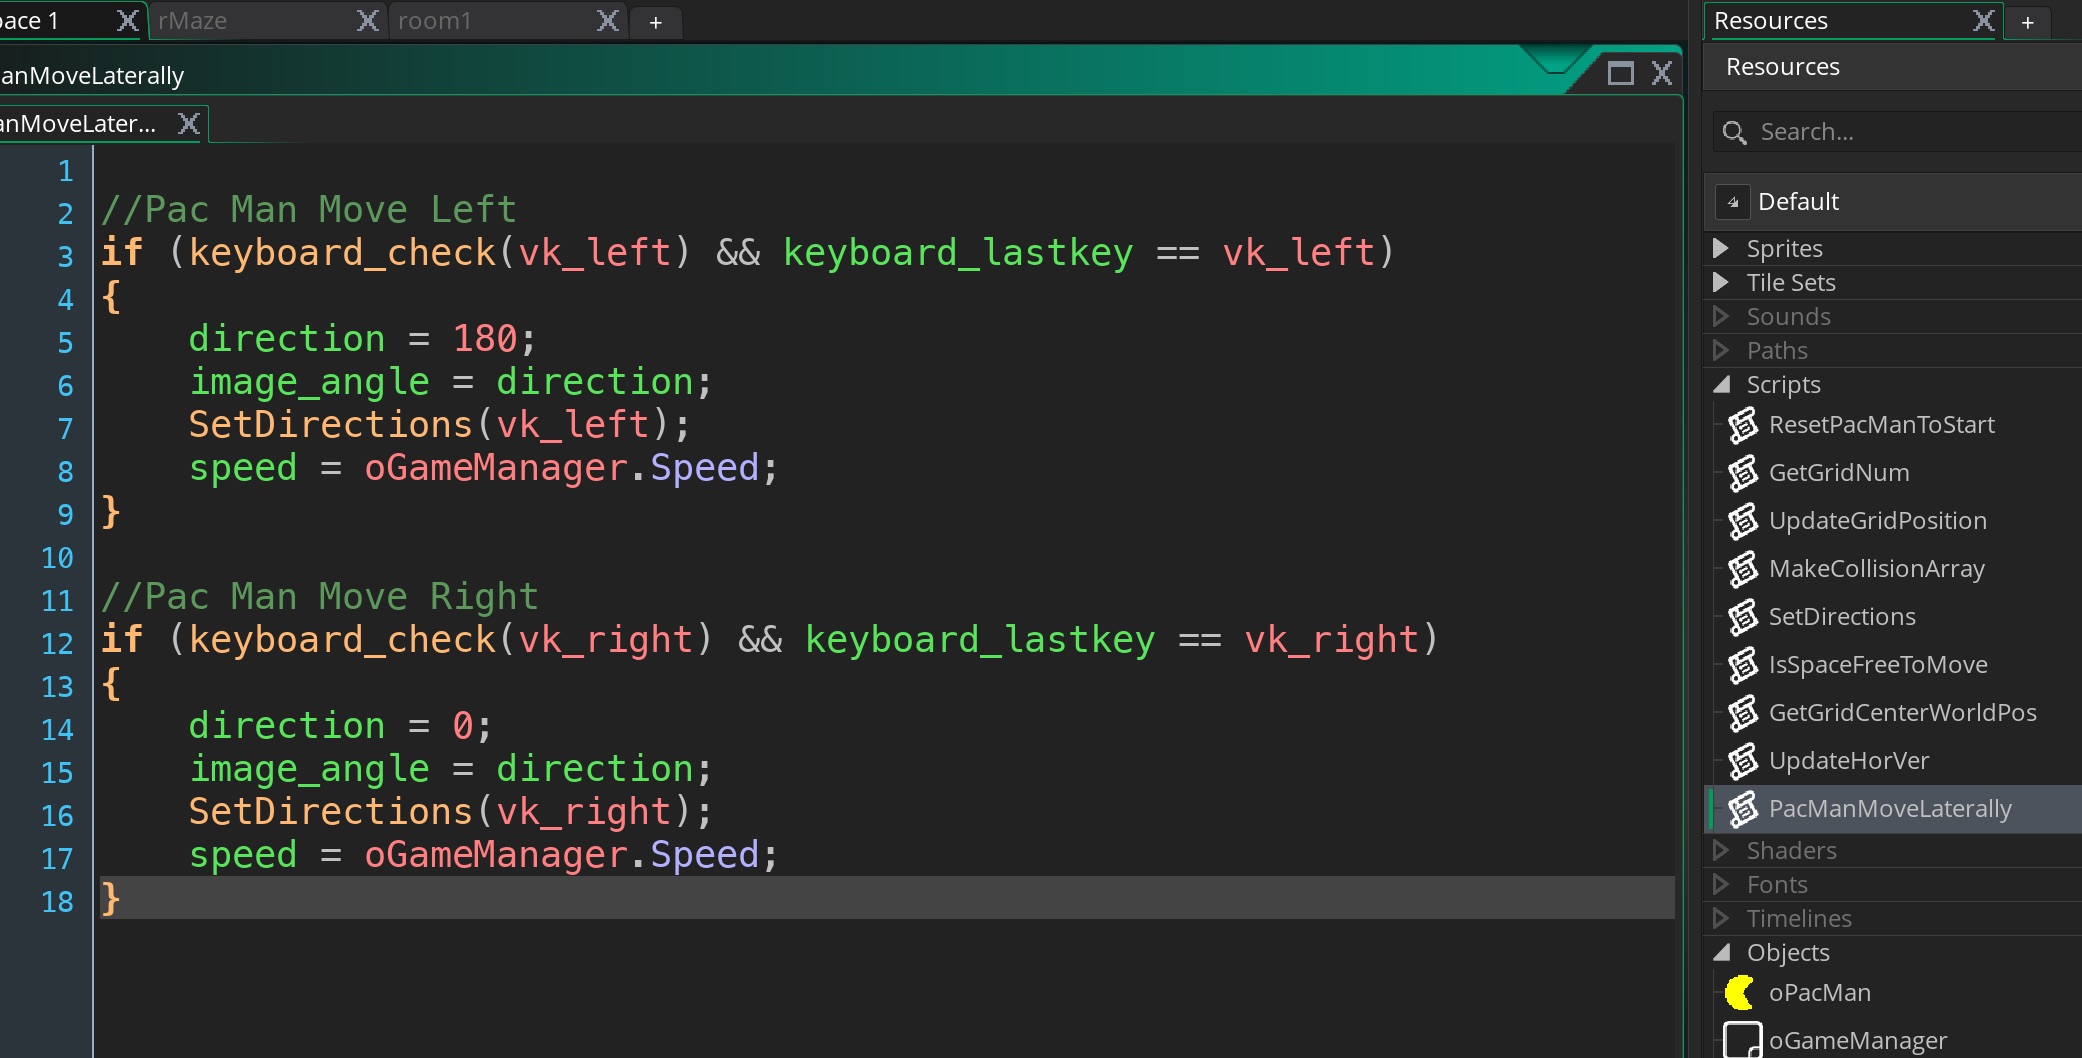 pace 1
rMaze
room1
+
anMoveLaterally
anMoveLater...
1
2 //Pac Man Move Left
3 if (keyboard_check(vk_left) && keyboard_lastkey == vk_left)
4 {
5 direction = 180;
6 image_angle = direction;
7 SetDirections(vk_left);
8 speed = oGameManager.Speed;
9 }
10
11 //Pac Man Move Right
12 if (keyboard_check(vk_right) && keyboard_lastkey == vk_right)
13 {
14 direction = 0;
15 image_angle = direction;
16 SetDirections(vk_right);
17 speed = oGameManager.Speed;
18 }
Resources
+
Resources
Search...
Default
Sprites
Tile Sets
Sounds
Paths
Scripts
ResetPacManToStart
GetGridNum
UpdateGridPosition
MakeCollisionArray
SetDirections
IsSpaceFreeToMove
GetGridCenterWorldPos
UpdateHorVer
PacManMoveLaterally
Shaders
Fonts
Timelines
Objects
oPacMan
oGameManager